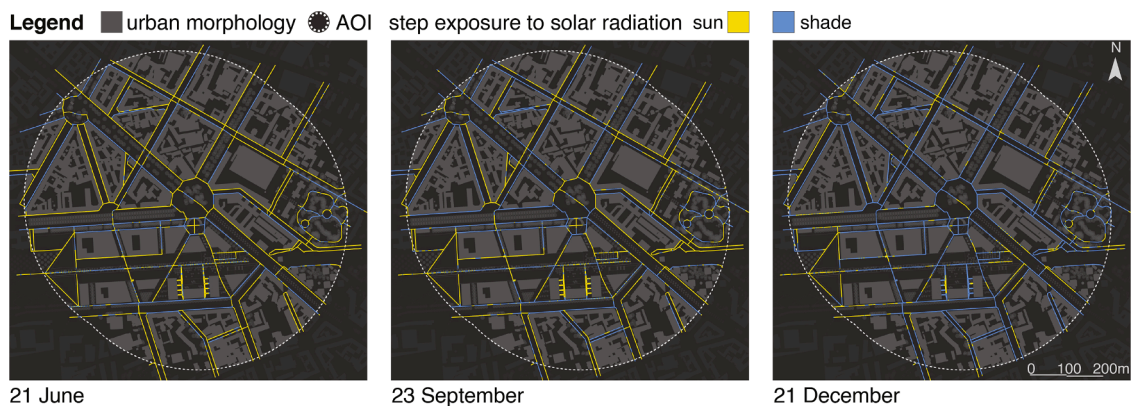 Legend urban morphology AOI step exposure to solar radiation sun shade
N
0 100 200m
21 June 23 September 21 December